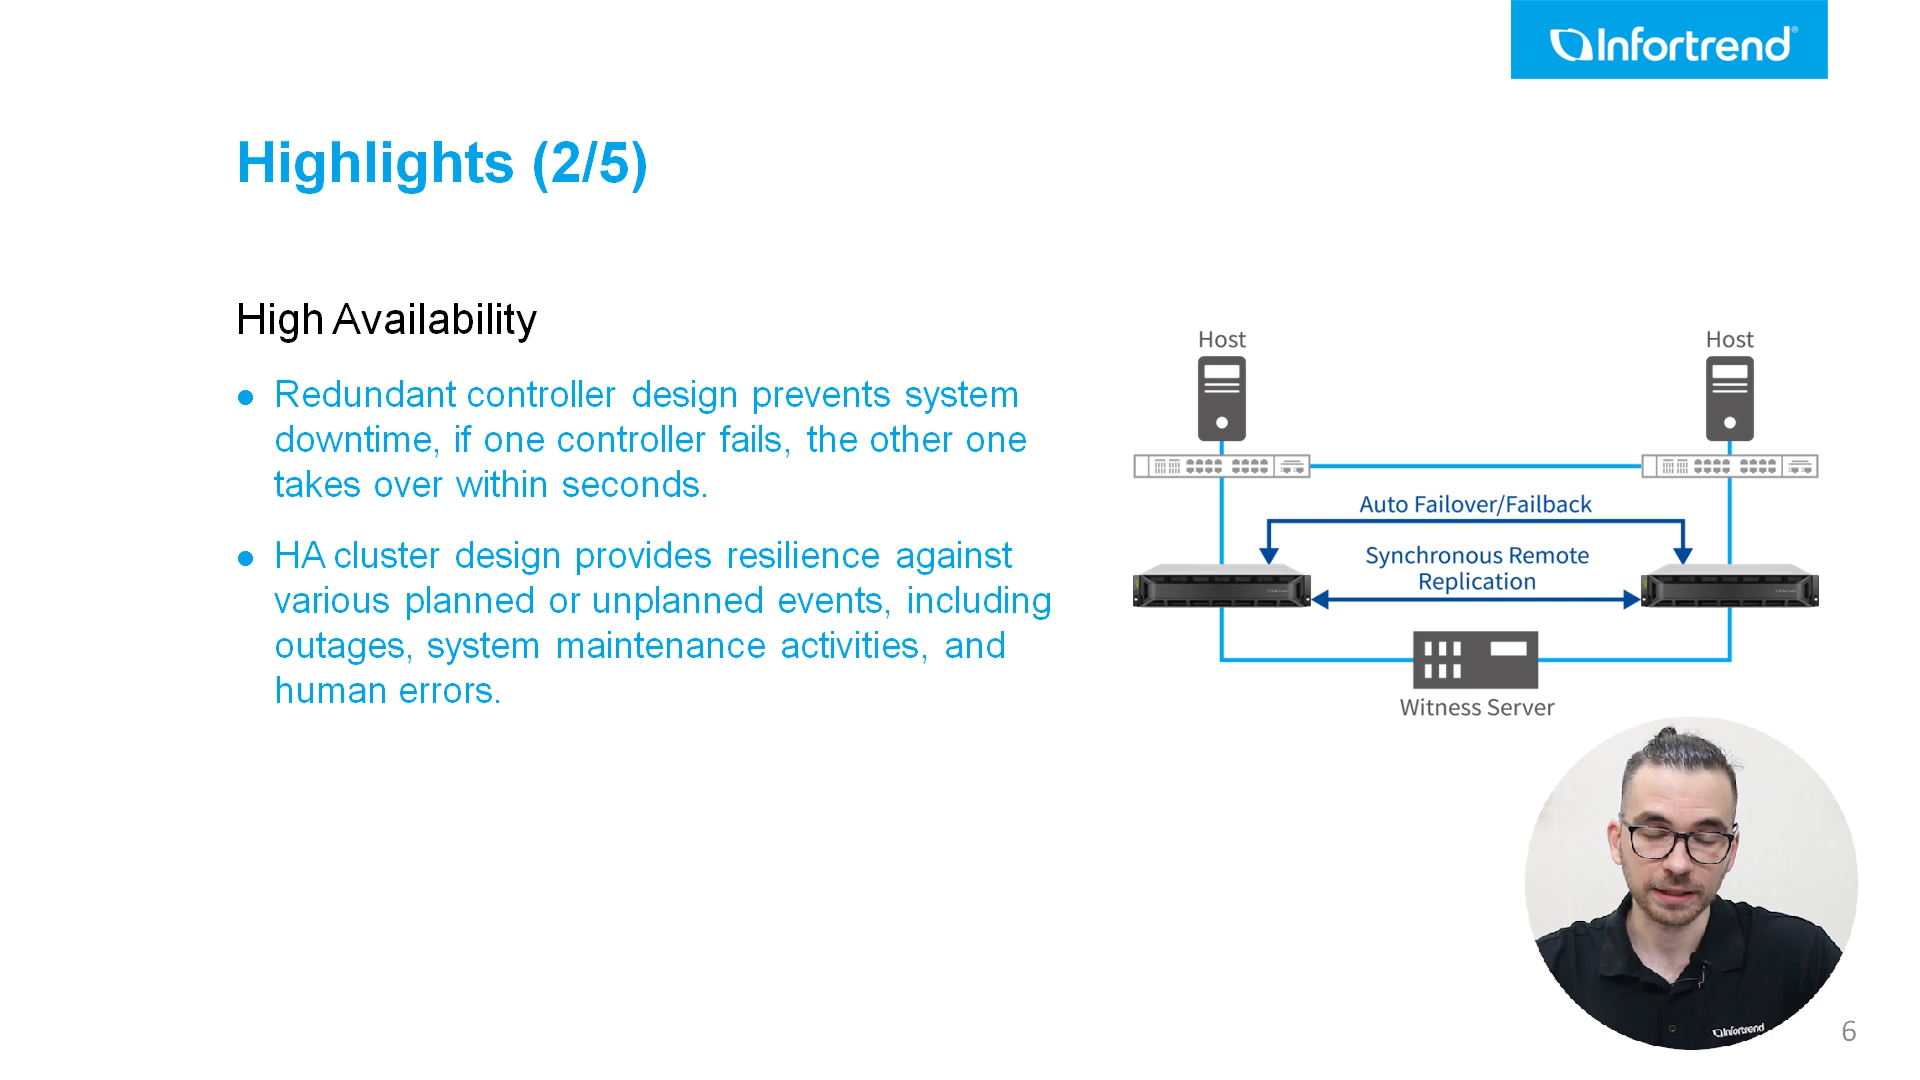 Infortrend®
Highlights (2/5)
High Availability
● Redundant controller design prevents system
downtime, if one controller fails, the other one
takes over within seconds.
● HA cluster design provides resilience against
various planned or unplanned events, including
outages, system maintenance activities, and
human errors.
Host
Host
Auto Failover/Failback
Synchronous Remote
Replication
Witness Server
Infortrend
6